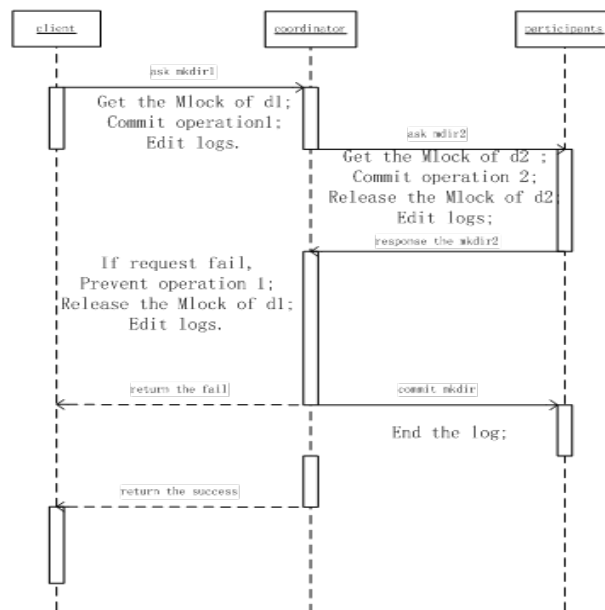 client
coordinator
participants
ask mkdir1
Get the Mlock of d1;
Commit operation1;
Edit logs.
ask mdir2
Get the Mlock of d2 ;
Commit operation 2;
Release the Mlock of d2;
Edit logs;
response the mkdir2
If request fail,
Prevent operation 1;
Release the Mlock of d1;
Edit logs.
return the fail
commit mkdir
End the log;
return the success